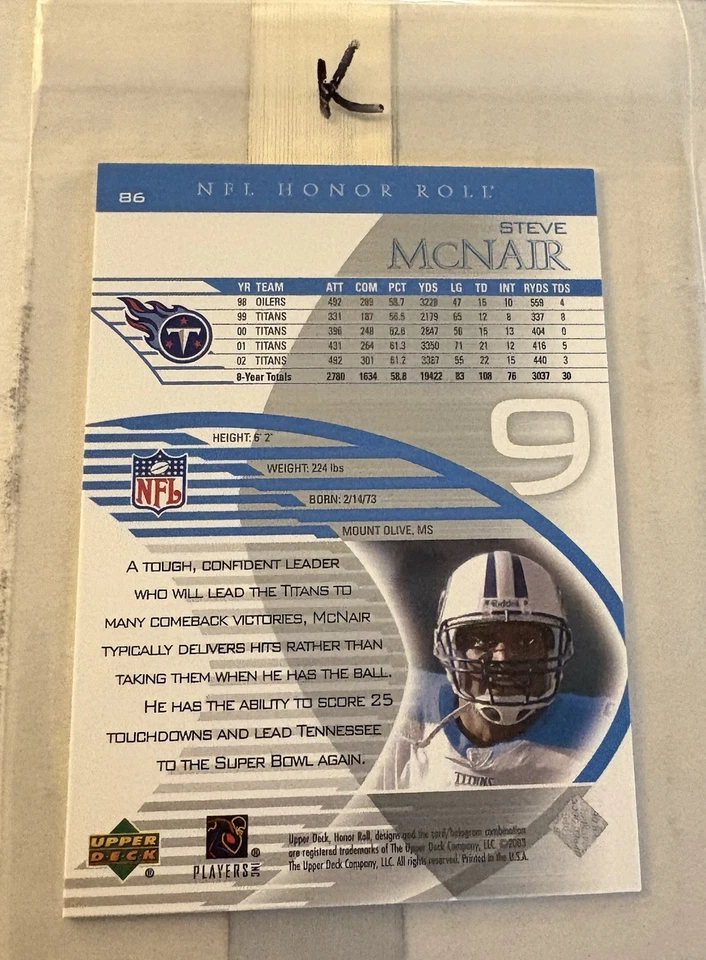 K
86 NFL HONOR ROLL
STEVE
McNAIR
YR TEAM ATT COM PCT YDS LG TD INT RYDS TDS
98 OILERS 492 289 58.7 3228 47 15 10 559 4
99 TITANS 331 187 56.5 2179 65 12 8 337 8
00 TITANS 396 248 62.6 2847 56 15 13 404 0
01 TITANS 431 264 61.3 3350 71 21 12 416 5
02 TITANS 492 301 61.2 3387 55 22 15 440 3
8-Year Totals 2780 1634 58.8 19422 83 108 76 3037 30
T
9
HEIGHT: 6' 2"
NFL
WEIGHT: 224 lbs
BORN: 2/14/73
MOUNT OLIVE, MS
A TOUGH, CONFIDENT LEADER
WHO WILL LEAD THE TITANS TO
MANY COMEBACK VICTORIES, McNAIR
TYPICALLY DELIVERS HITS RATHER THAN
TAKING THEM WHEN HE HAS THE BALL.
HE HAS THE ABILITY TO SCORE 25
TOUCHDOWNS AND LEAD TENNESSEE
TO THE SUPER BOWL AGAIN.
Riddell
TITANS
UPPER
DECK ®
PLAYERS INC ®
Upper Deck, Honor Roll, designs and the card/hologram combination
are registered trademarks of The Upper Deck Company, LLC. ©2003
The Upper Deck Company, LLC. All rights reserved. Printed in the U.S.A.